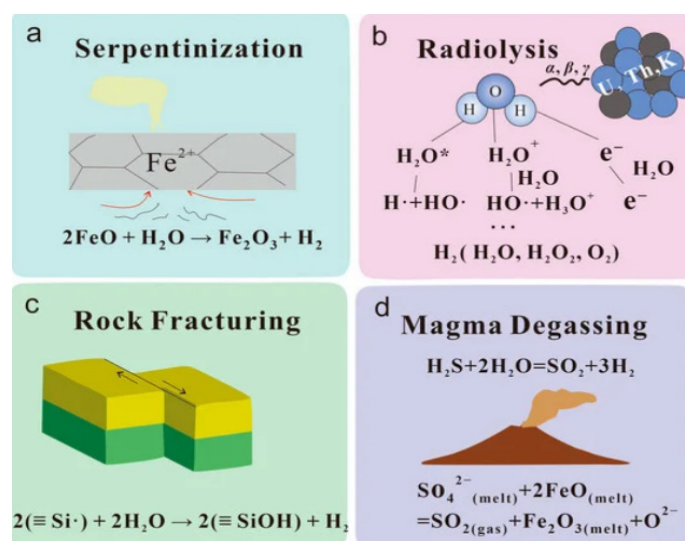 a
Serpentinization
Fe²⁺
2FeO + H₂O → Fe₂O₃ + H₂
b
Radiolysis
α, β, γ
U, Th, K
O
H H
H₂O* H₂O⁺ e⁻
H₂O H₂O
H·+HO· HO·+H₃O⁺ e⁻
...
H₂( H₂O, H₂O₂, O₂)
c
Rock Fracturing
2(≡ Si·) + 2H₂O → 2(≡ SiOH) + H₂
d
Magma Degassing
H₂S+2H₂O=SO₂+3H₂
So₄²⁻(melt)+2FeO(melt)
=SO₂(gas)+Fe₂O₃(melt)+O²⁻